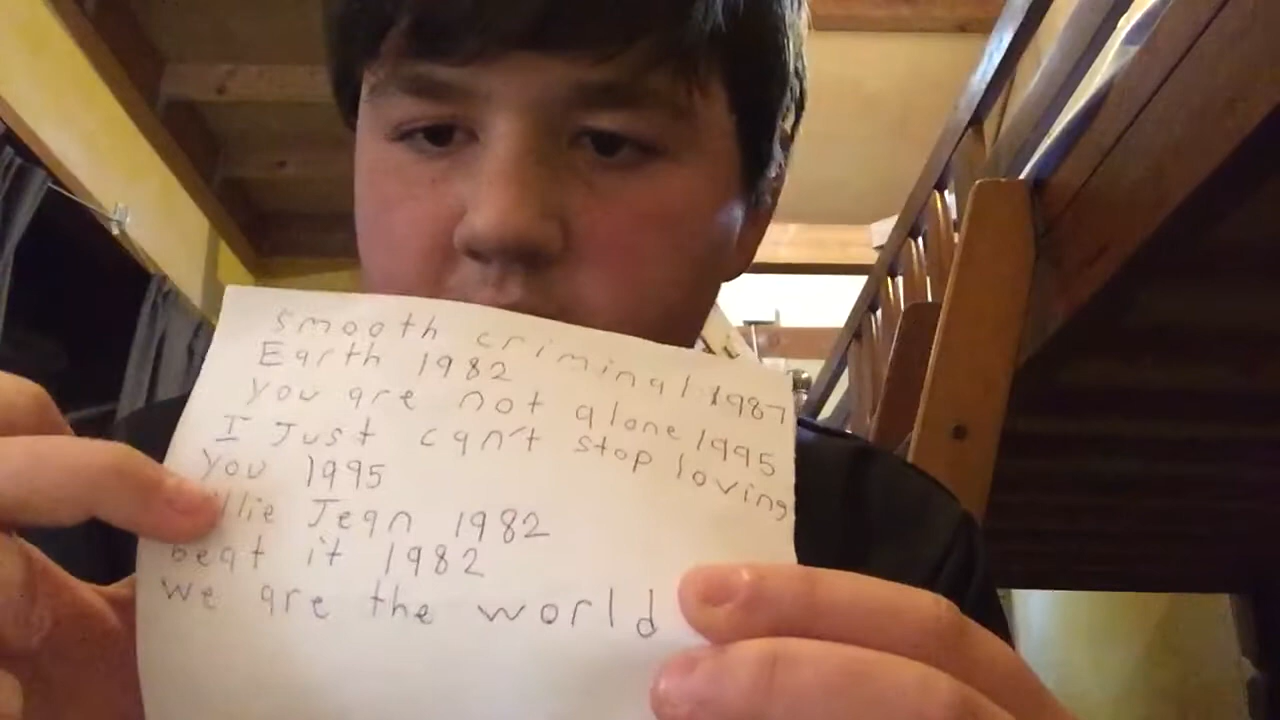 smooth criminal 1987
Earth 1982
you are not alone 1995
I Just can't stop loving
you 1995
llie Jean 1982
beat it 1982
we are the world